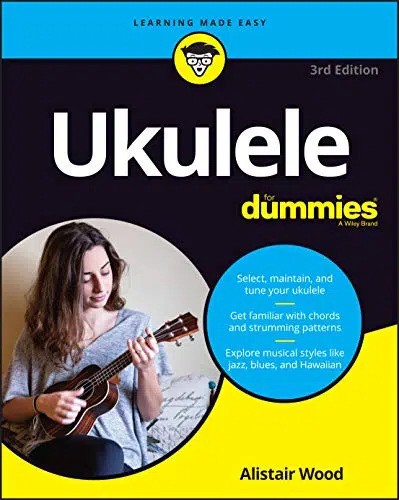 LEARNING MADE EASY
3rd Edition
Ukulele
for
dummies®
A Wiley Brand
Select, maintain, and
tune your ukulele
Get familiar with chords
and strumming patterns
Explore musical styles like
jazz, blues, and Hawaiian
Alistair Wood